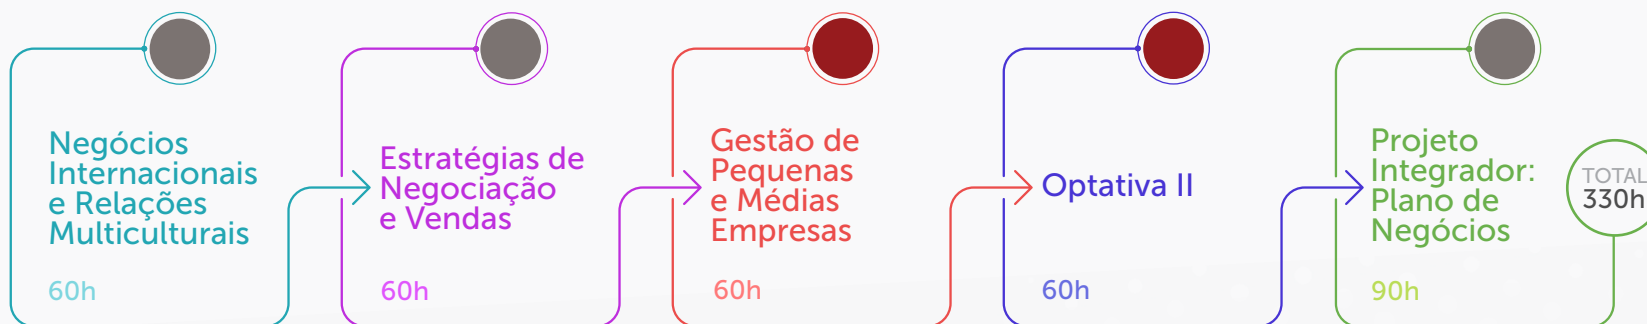 Negócios
Internacionais
e Relações
Multiculturais
60h
Estratégias de
Negociação
e Vendas
60h
Gestão de
Pequenas
e Médias
Empresas
60h
Optativa II
60h
Projeto
Integrador:
Plano de
Negócios
90h
TOTAL
330h